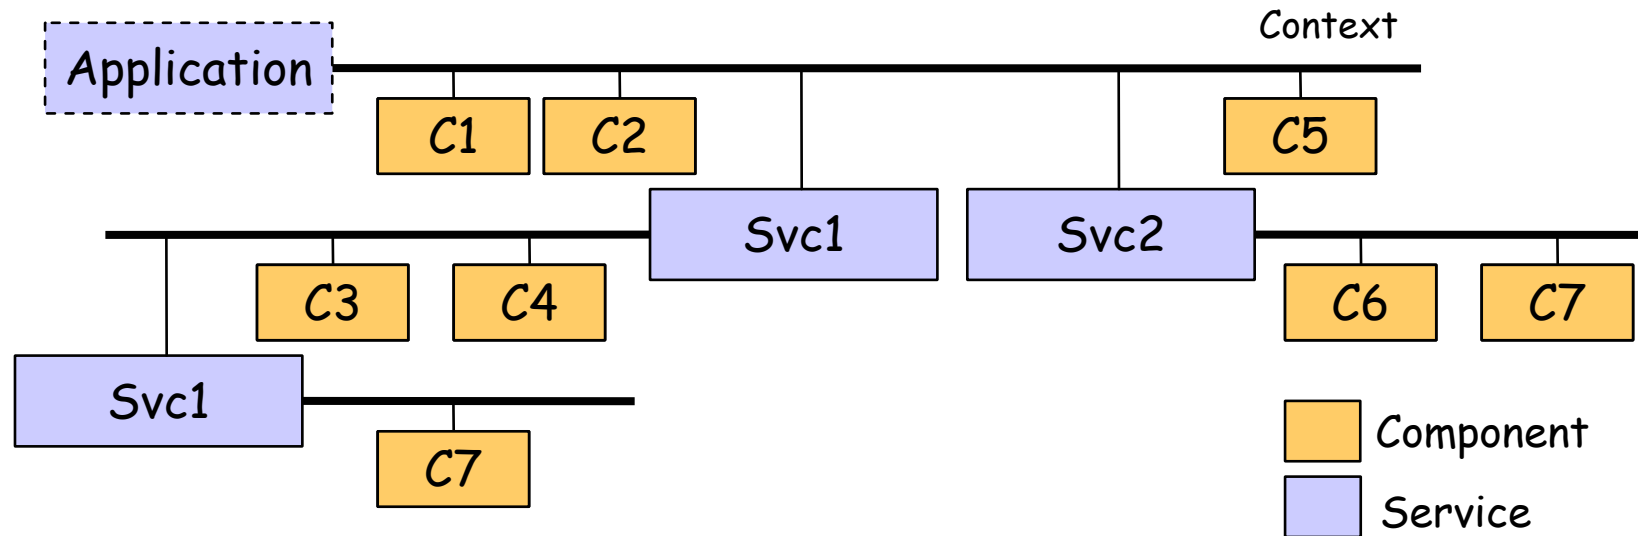 Context
Application
C1
C2
C5
Svc1
Svc2
C3
C4
C6
C7
Svc1
C7
Component
Service